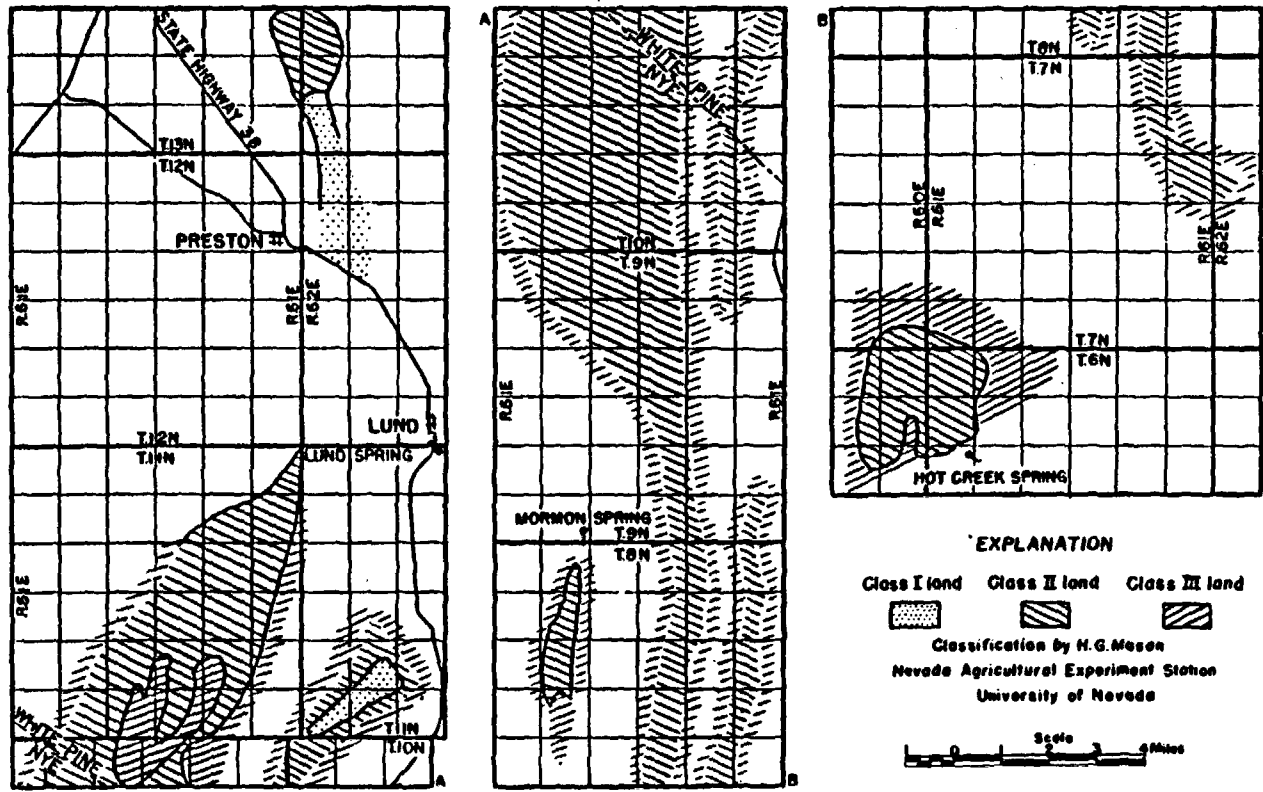 STATE HIGHWAY 38
T.13N
T.12N
PRESTON
R.61E
R.61E
R.62E
LUND
T.12N
T.11N
LUND SPRING
R.61E
WHITE PINE
NYE
T.11N
T.10N
A
A
WHITE PINE
NYE
T.10N
T.9N
R.61E
R.61E
MORMON SPRING
T.9N
T.8N
B
B
T.8N
T.7N
R.60E
R.61E
R.61E
R.62E
T.7N
T.6N
HOT CREEK SPRING
EXPLANATION
Class I land Class II land Class III land
Classification by H.G. Mason
Nevada Agricultural Experiment Station
University of Nevada
Scale
0 2 3 4 Miles